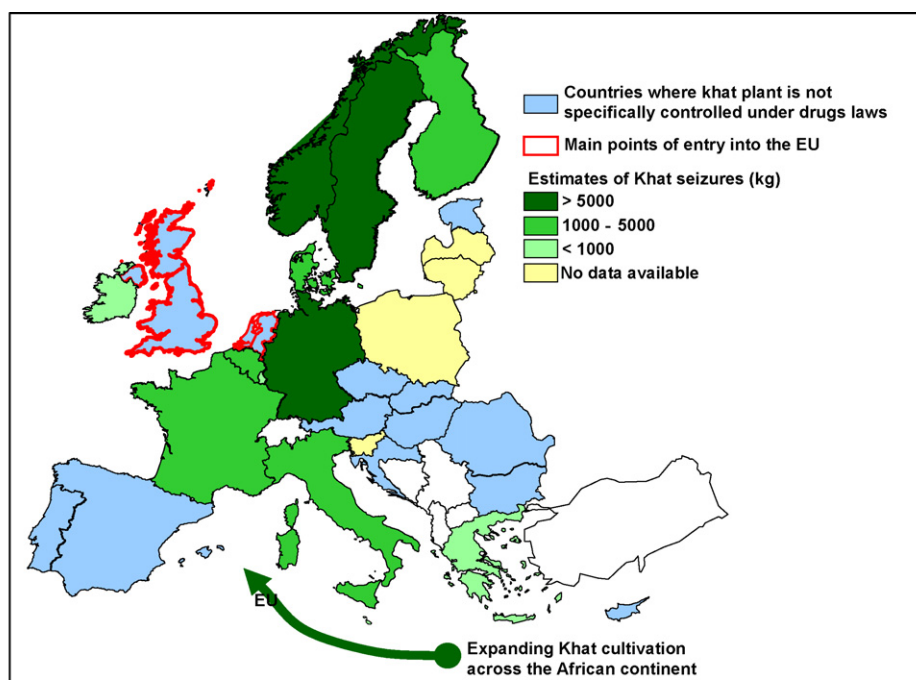 Countries where khat plant is not
specifically controlled under drugs laws
Main points of entry into the EU
Estimates of Khat seizures (kg)
> 5000
1000 - 5000
< 1000
No data available
EU
Expanding Khat cultivation
across the African continent